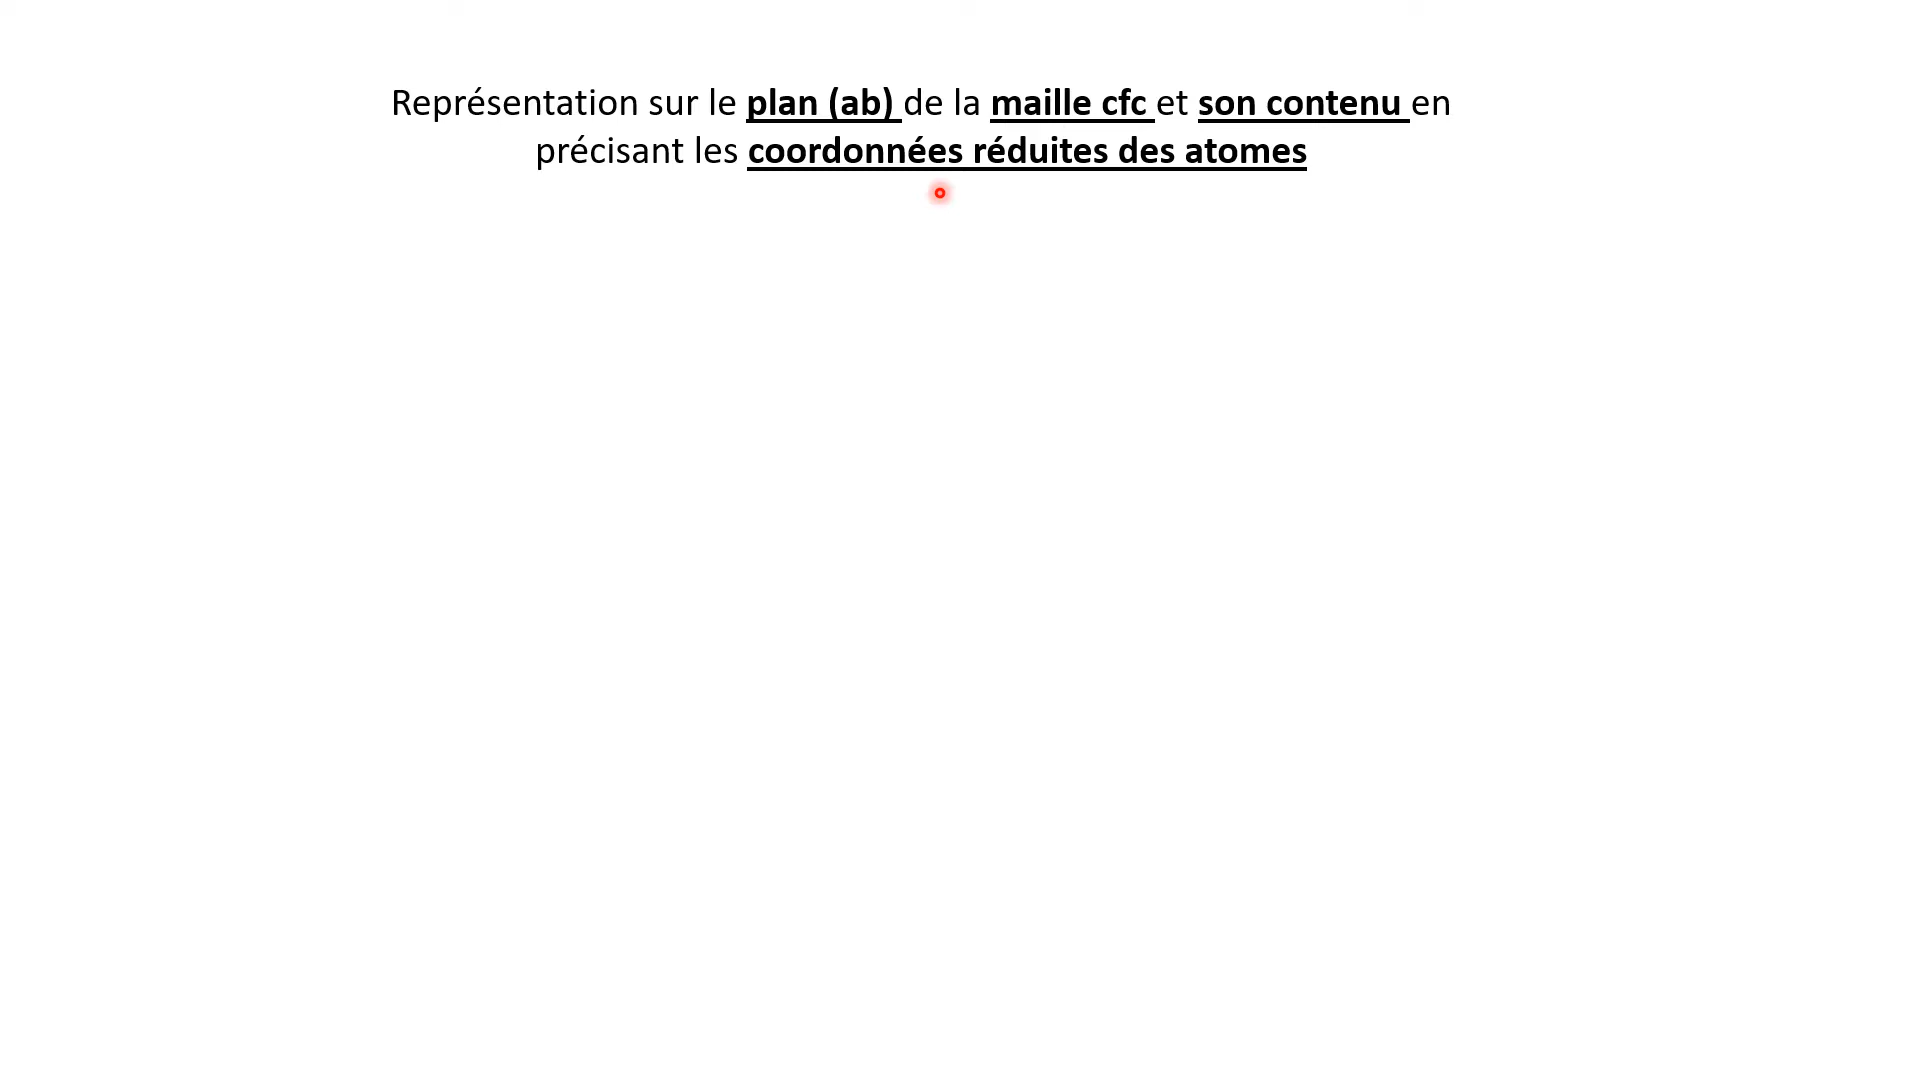 Représentation sur le plan (ab) de la maille cfc et son contenu en
précisant les coordonnées réduites des atomes